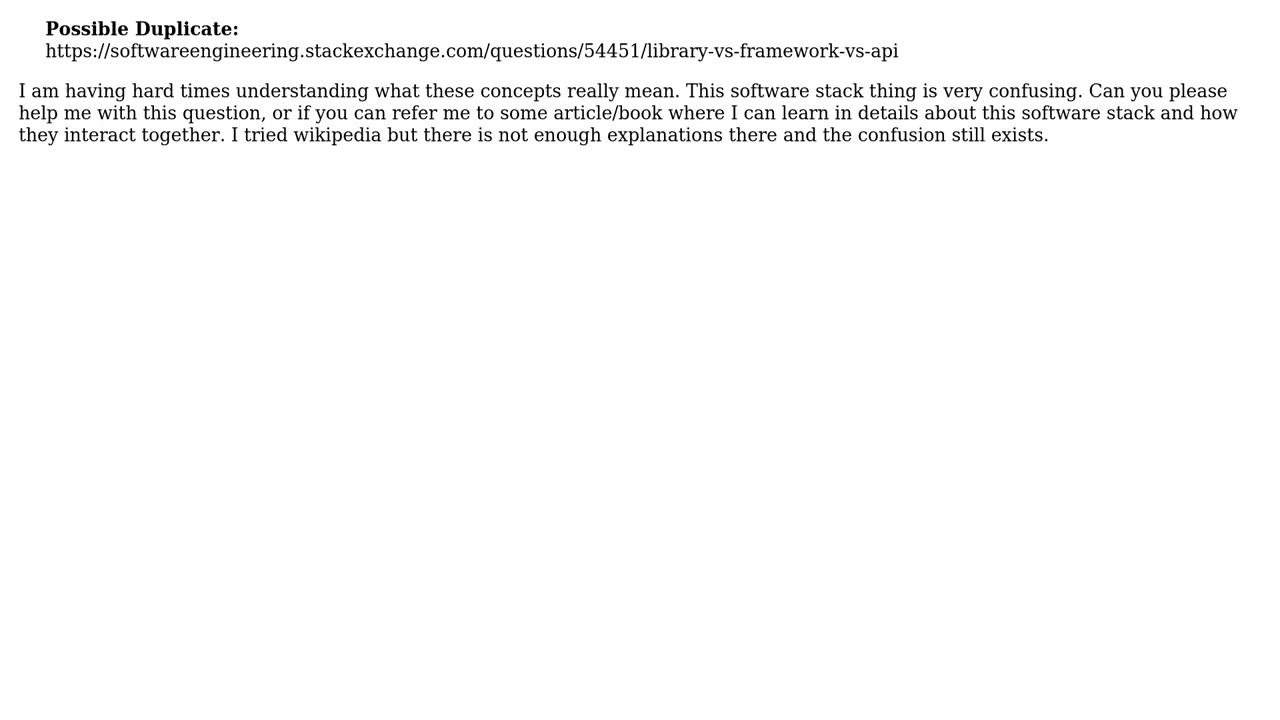 Possible Duplicate:
https://softwareengineering.stackexchange.com/questions/54451/library-vs-framework-vs-api
I am having hard times understanding what these concepts really mean. This software stack thing is very confusing. Can you please
help me with this question, or if you can refer me to some article/book where I can learn in details about this software stack and how
they interact together. I tried wikipedia but there is not enough explanations there and the confusion still exists.